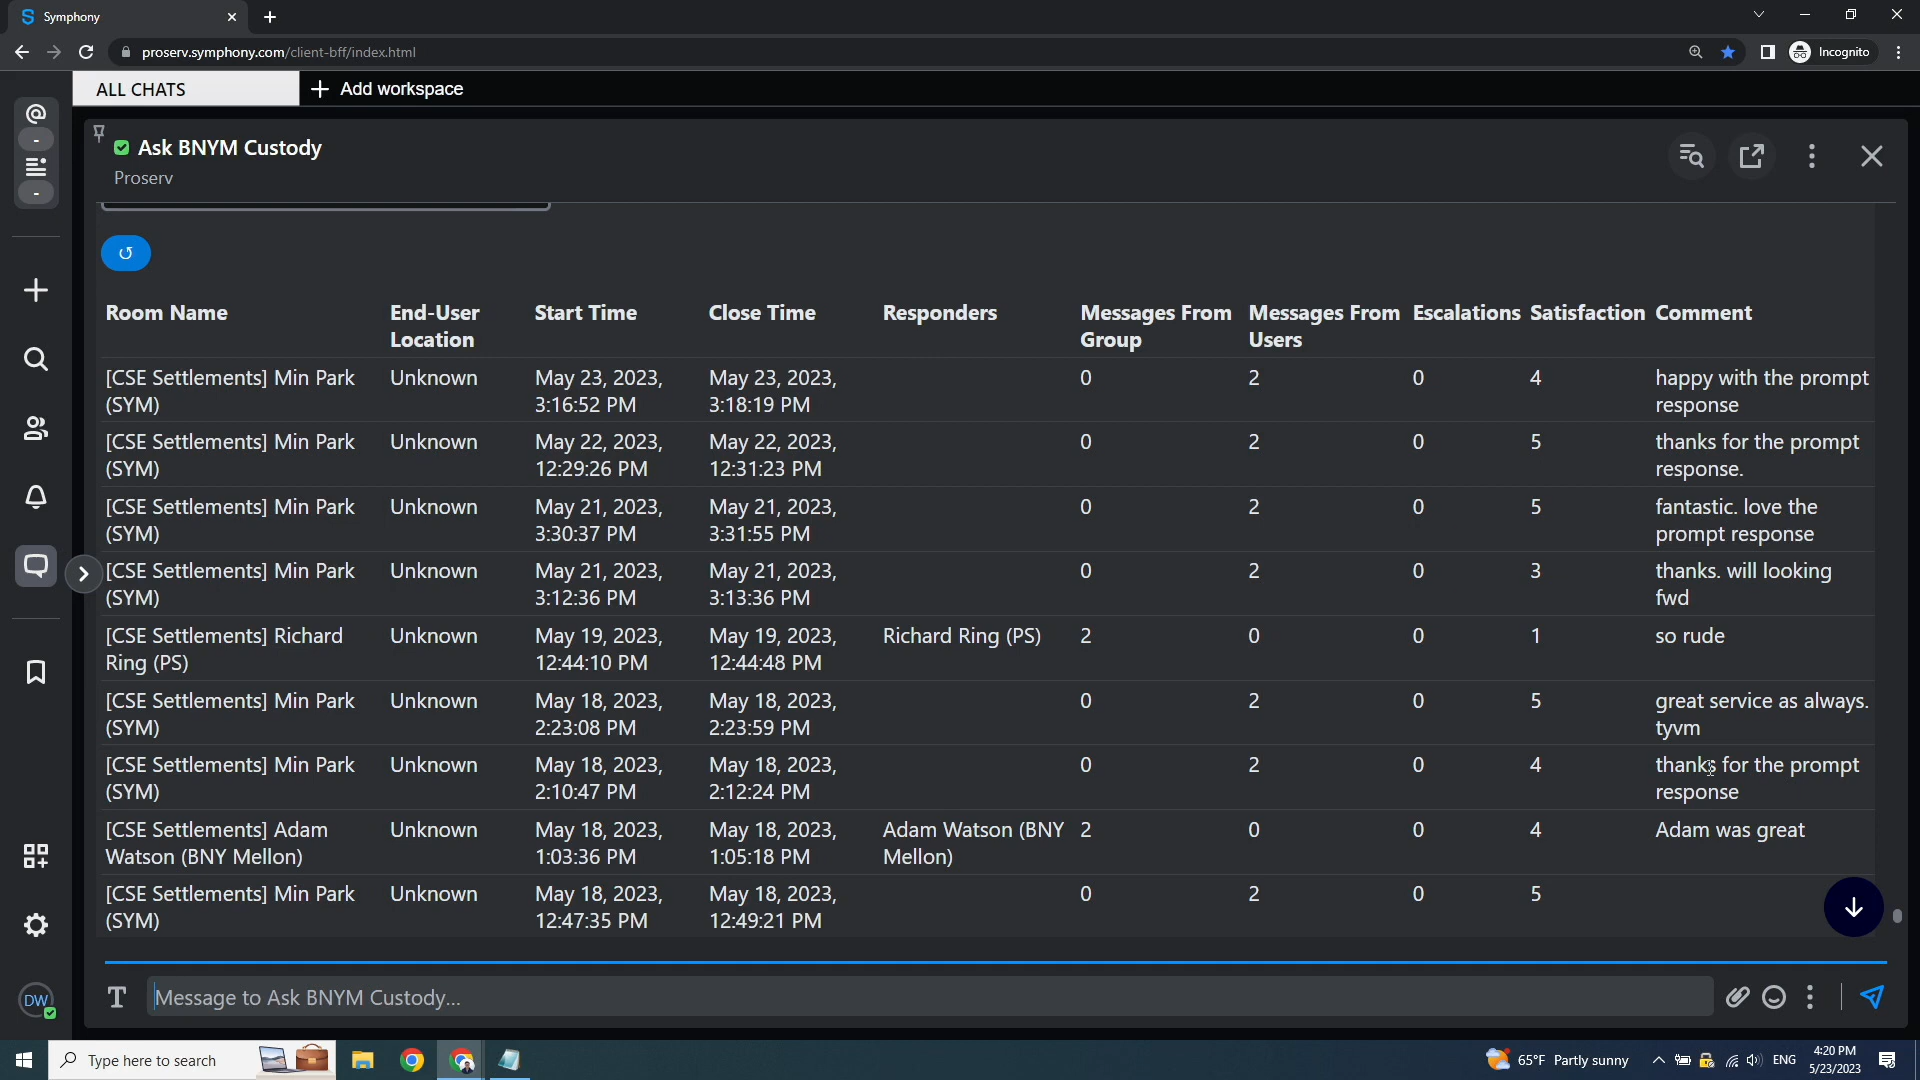 Symphony
proserv.symphony.com/client-bff/index.html
Incognito
ALL CHATS
Add workspace
Ask BNYM Custody
Proserv
Room Name End-User Location Start Time Close Time Responders Messages From Group Messages From Users Escalations Satisfaction Comment
[CSE Settlements] Min Park (SYM) Unknown May 23, 2023, 3:16:52 PM May 23, 2023, 3:18:19 PM 0 2 0 4 happy with the prompt response
[CSE Settlements] Min Park (SYM) Unknown May 22, 2023, 12:29:26 PM May 22, 2023, 12:31:23 PM 0 2 0 5 thanks for the prompt response.
[CSE Settlements] Min Park (SYM) Unknown May 21, 2023, 3:30:37 PM May 21, 2023, 3:31:55 PM 0 2 0 5 fantastic. love the prompt response
[CSE Settlements] Min Park (SYM) Unknown May 21, 2023, 3:12:36 PM May 21, 2023, 3:13:36 PM 0 2 0 3 thanks. will looking fwd
[CSE Settlements] Richard Ring (PS) Unknown May 19, 2023, 12:44:10 PM May 19, 2023, 12:44:48 PM Richard Ring (PS) 2 0 0 1 so rude
[CSE Settlements] Min Park (SYM) Unknown May 18, 2023, 2:23:08 PM May 18, 2023, 2:23:59 PM 0 2 0 5 great service as always. tyvm
[CSE Settlements] Min Park (SYM) Unknown May 18, 2023, 2:10:47 PM May 18, 2023, 2:12:24 PM 0 2 0 4 thanks for the prompt response
[CSE Settlements] Adam Watson (BNY Mellon) Unknown May 18, 2023, 1:03:36 PM May 18, 2023, 1:05:18 PM Adam Watson (BNY Mellon) 2 0 0 4 Adam was great
[CSE Settlements] Min Park (SYM) Unknown May 18, 2023, 12:47:35 PM May 18, 2023, 12:49:21 PM 0 2 0 5
DW
T
Message to Ask BNYM Custody...
Type here to search
65°F Partly sunny
ENG
4:20 PM
5/23/2023